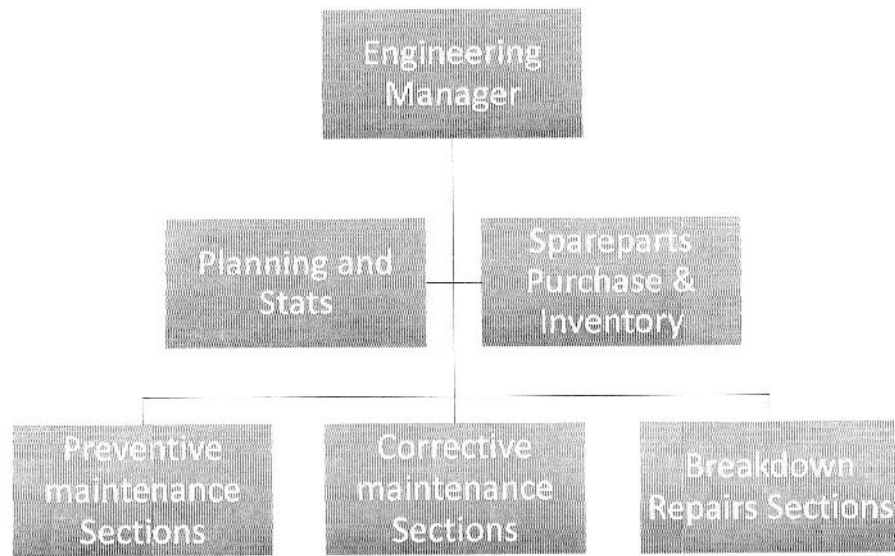 Engineering
Manager
Planning and
Stats
Spareparts
Purchase &
Inventory
Preventive
maintenance
Sections
Corrective
maintenance
Sections
Breakdown
Repairs Sections